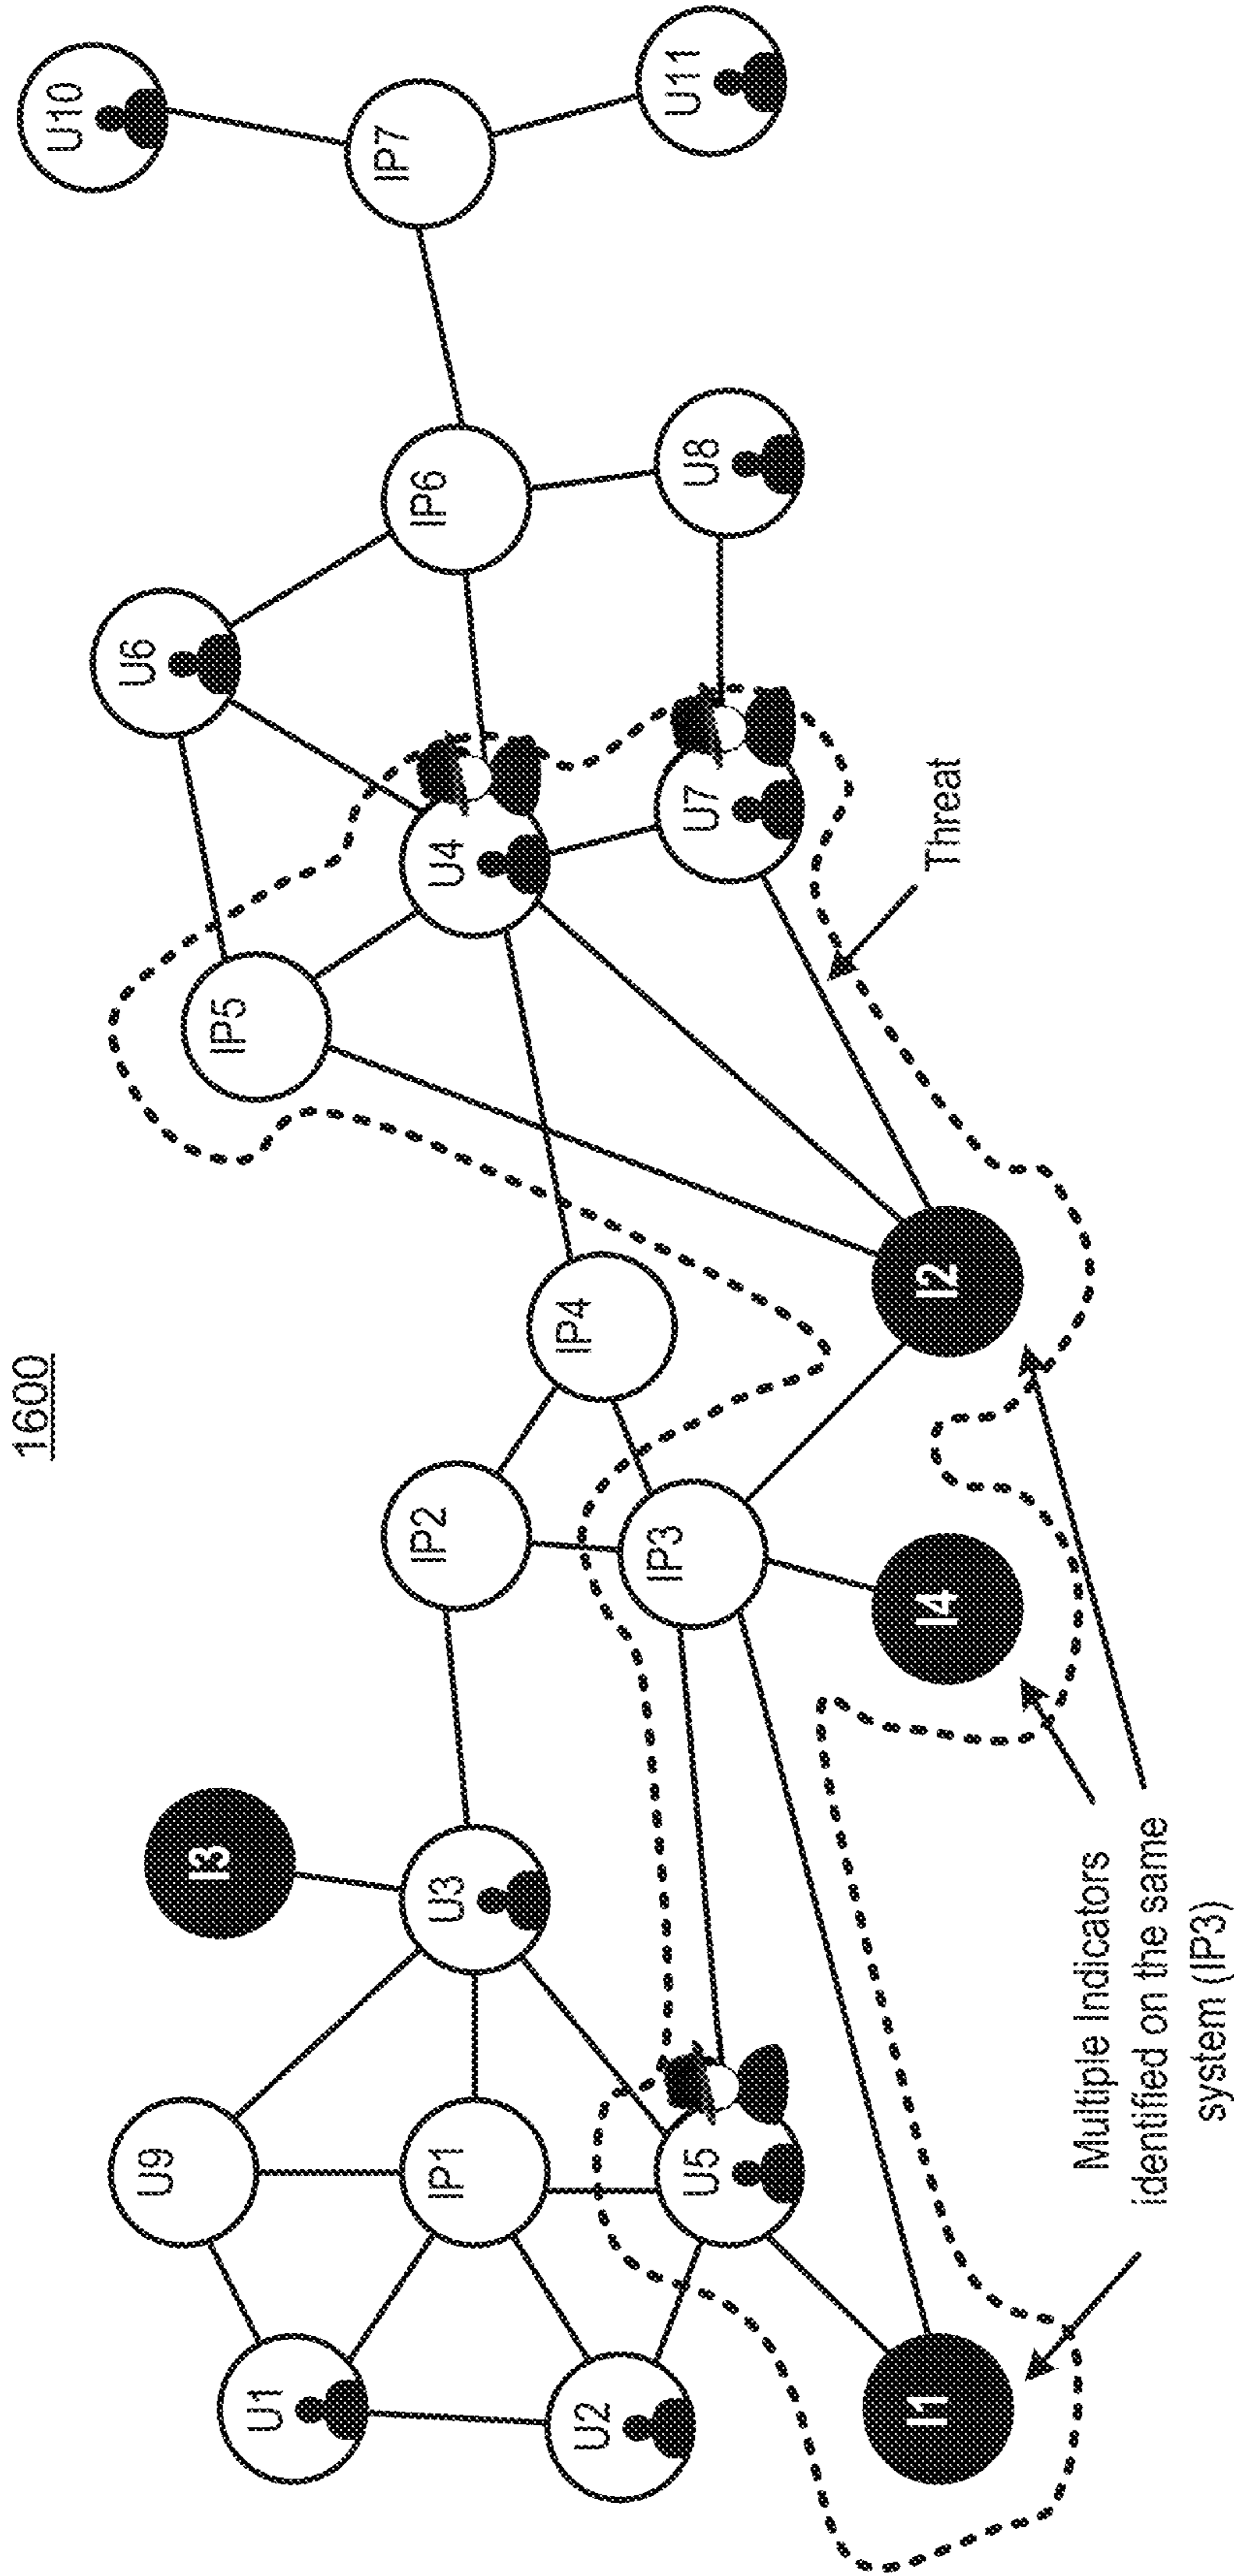 1600
U1
U9
I3
U2
IP1
U3
U5
IP2
IP4
IP3
I1
I4
I2
IP5
U4
U6
U7
IP6
U8
IP7
U10
U11
Threat
Multiple Indicators
identified on the same
system (IP3)